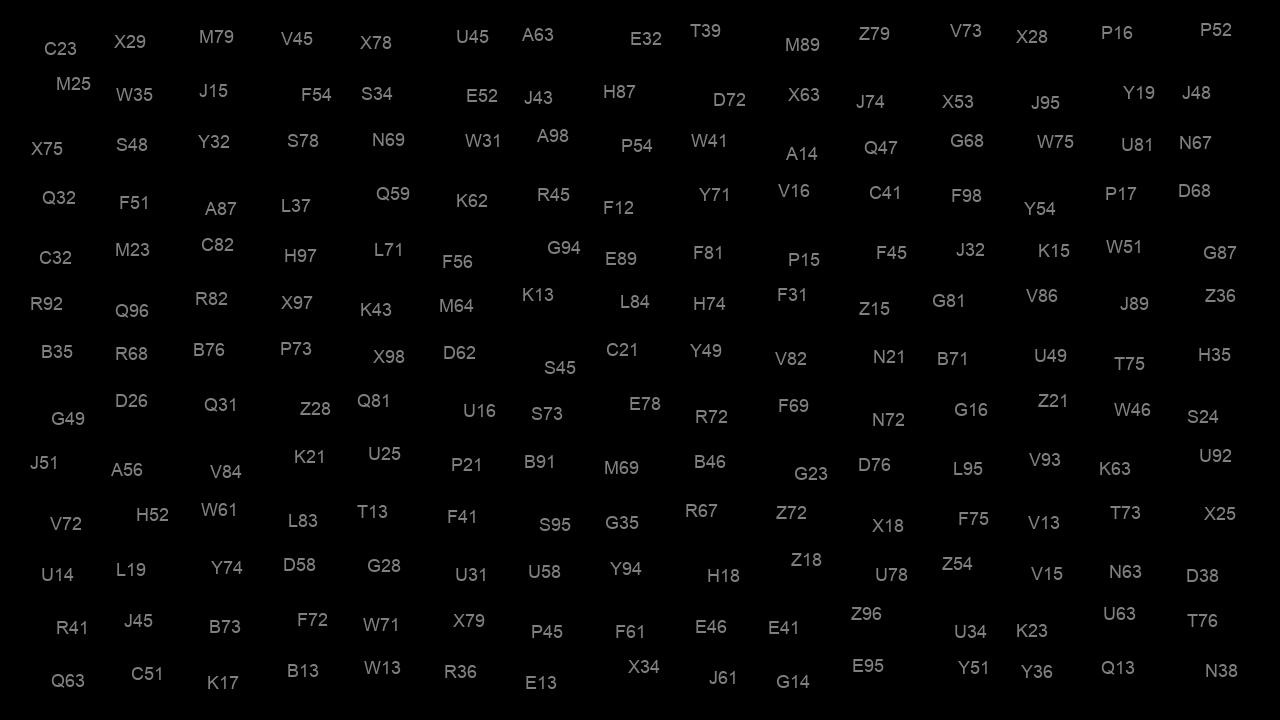 C23 X29 M79 V45 X78 U45 A63 E32 T39 M89 Z79 V73 X28 P16 P52
M25 W35 J15 F54 S34 E52 J43 H87 D72 X63 J74 X53 J95 Y19 J48
X75 S48 Y32 S78 N69 W31 A98 P54 W41 A14 Q47 G68 W75 U81 N67
Q32 F51 A87 L37 Q59 K62 R45 F12 Y71 V16 C41 F98 Y54 P17 D68
C32 M23 C82 H97 L71 F56 G94 E89 F81 P15 F45 J32 K15 W51 G87
R92 Q96 R82 X97 K43 M64 K13 L84 H74 F31 Z15 G81 V86 J89 Z36
B35 R68 B76 P73 X98 D62 S45 C21 Y49 V82 N21 B71 U49 T75 H35
G49 D26 Q31 Z28 Q81 U16 S73 E78 R72 F69 N72 G16 Z21 W46 S24
J51 A56 V84 K21 U25 P21 B91 M69 B46 G23 D76 L95 V93 K63 U92
V72 H52 W61 L83 T13 F41 S95 G35 R67 Z72 X18 F75 V13 T73 X25
U14 L19 Y74 D58 G28 U31 U58 Y94 H18 Z18 U78 Z54 V15 N63 D38
R41 J45 B73 F72 W71 X79 P45 F61 E46 E41 Z96 U34 K23 U63 T76
Q63 C51 K17 B13 W13 R36 E13 X34 J61 G14 E95 Y51 Y36 Q13 N38